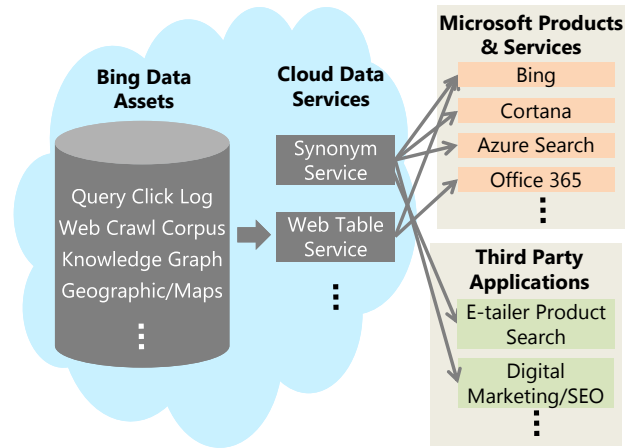 Bing Data
Assets
Query Click Log
Web Crawl Corpus
Knowledge Graph
Geographic/Maps
Cloud Data
Services
Synonym
Service
Web Table
Service
Microsoft Products
& Services
Bing
Cortana
Azure Search
Office 365
Third Party
Applications
E-tailer Product
Search
Digital
Marketing/SEO